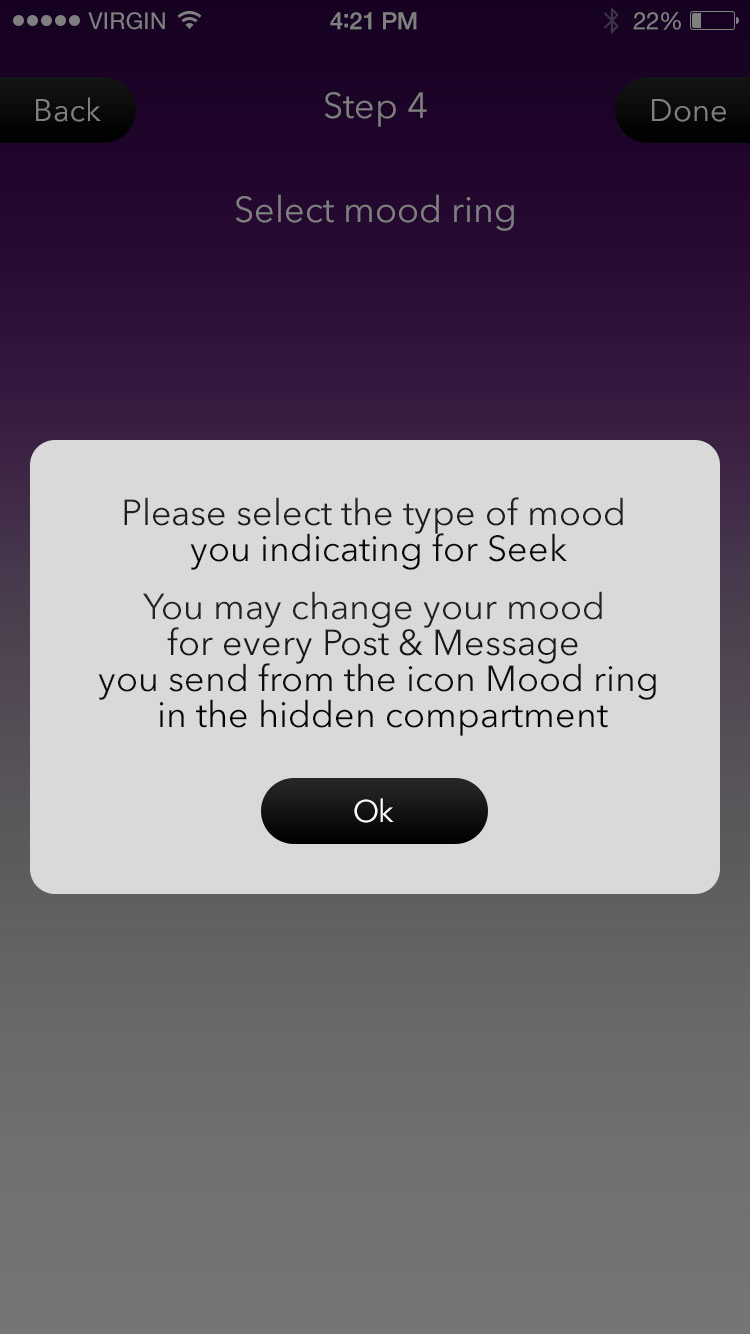 VIRGIN 4:21 PM 22%
Back Step 4 Done
Select mood ring
Please select the type of mood
you indicating for Seek
You may change your mood
for every Post & Message
you send from the icon Mood ring
in the hidden compartment
Ok